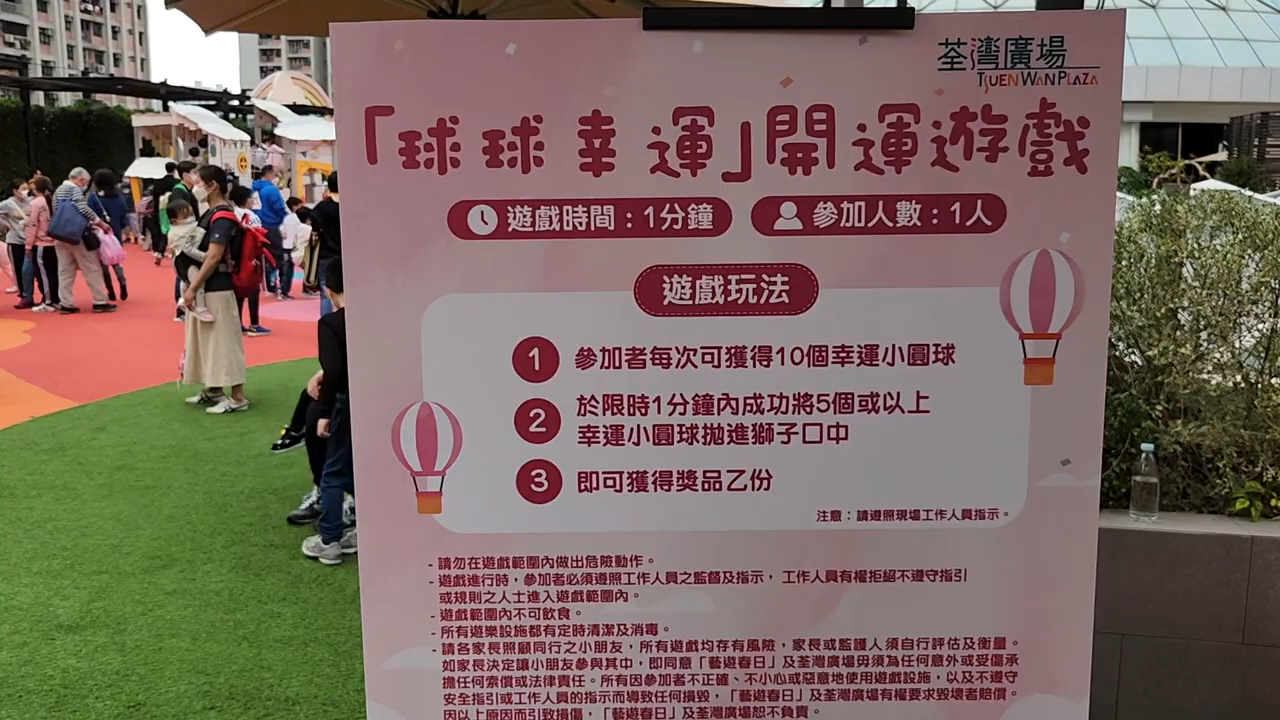 荃灣廣場
TSUEN WAN PLAZA
「球球幸運」開運遊戲
遊戲時間：1分鐘
參加人數：1人
遊戲玩法
1 參加者每次可獲得10個幸運小圓球
2 於限時1分鐘內成功將5個或以上
幸運小圓球拋進獅子口中
3 即可獲得獎品乙份
注意：請遵照現場工作人員指示。
- 請勿在遊戲範圍內做出危險動作。
- 遊戲進行時，參加者必須遵照工作人員之監督及指示， 工作人員有權拒絕不遵守指引
或規則之人士進入遊戲範圍內。
- 遊戲範圍內不可飲食。
- 所有遊樂設施都有定時清潔及消毒。
- 請各家長照顧同行之小朋友，所有遊戲均存有風險，家長或監護人須自行評估及衡量。
如家長決定讓小朋友參與其中，即同意「藝遊春日」及荃灣廣場毋須為任何意外或受傷承
擔任何索償或法律責任。所有因參加者不正確、不小心或惡意地使用遊戲設施，以及不遵守
安全指引或工作人員的指示而導致任何損毀，「藝遊春日」及荃灣廣場有權要求毀壞者賠償。
因以上原因而引致損傷，「藝遊春日」及荃灣廣場恕不負責。